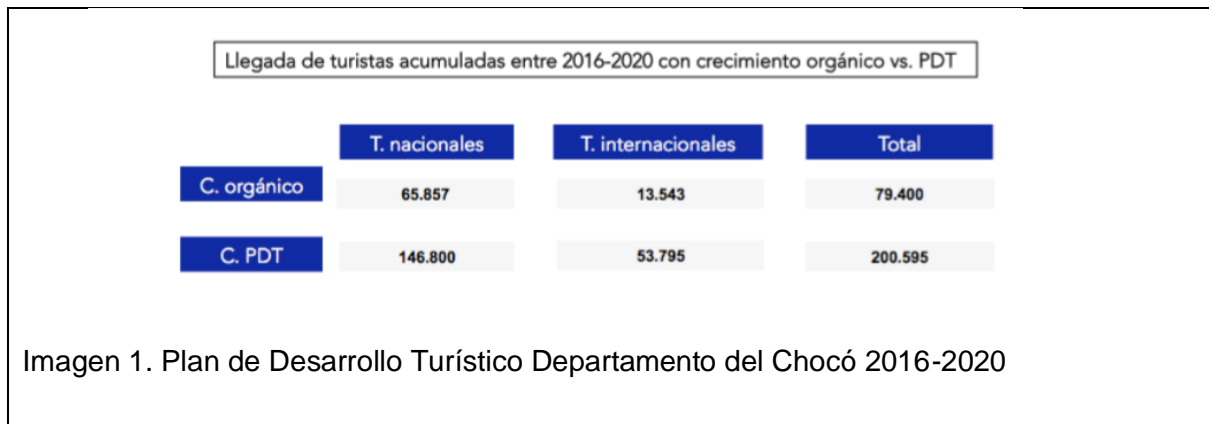 Llegada de turistas acumuladas entre 2016-2020 con crecimiento orgánico vs. PDT
T. nacionales T. internacionales Total
C. orgánico 65.857 13.543 79.400
C. PDT 146.800 53.795 200.595
Imagen 1. Plan de Desarrollo Turístico Departamento del Chocó 2016-2020